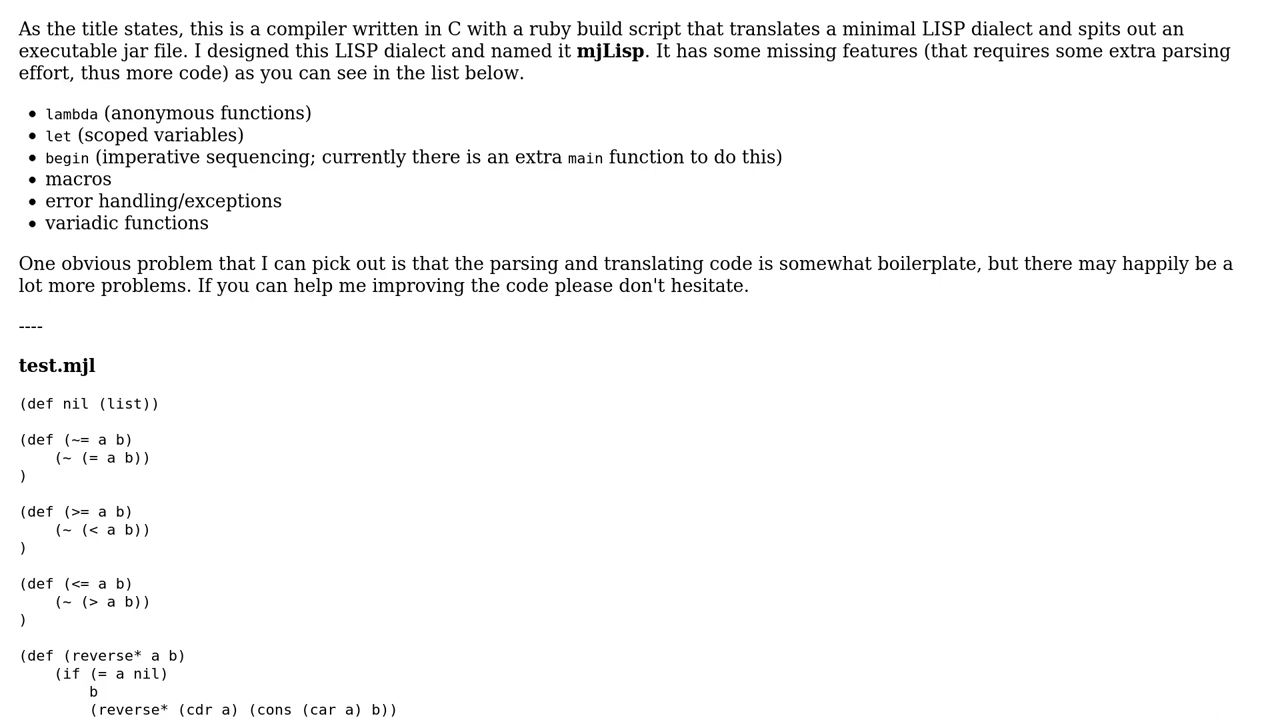 As the title states, this is a compiler written in C with a ruby build script that translates a minimal LISP dialect and spits out an
executable jar file. I designed this LISP dialect and named it mjLisp. It has some missing features (that requires some extra parsing
effort, thus more code) as you can see in the list below.
• lambda (anonymous functions)
• let (scoped variables)
• begin (imperative sequencing; currently there is an extra main function to do this)
• macros
• error handling/exceptions
• variadic functions
One obvious problem that I can pick out is that the parsing and translating code is somewhat boilerplate, but there may happily be a
lot more problems. If you can help me improving the code please don't hesitate.
----
test.mjl
(def nil (list))
(def (~= a b)
    (~ (= a b))
)
(def (>= a b)
    (~ (< a b))
)
(def (<= a b)
    (~ (> a b))
)
(def (reverse* a b)
    (if (= a nil)
        b
        (reverse* (cdr a) (cons (car a) b))